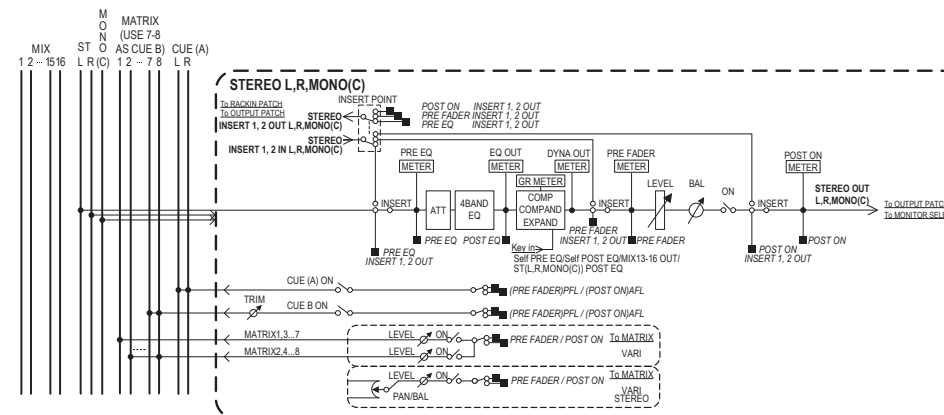 MIX
1 2 ··· 15 16
ST
L R
MONO
(C)
MATRIX
(USE 7-8
AS CUE B)
1 2 ··· 7 8
CUE (A)
L R
STEREO L,R,MONO(C)
To RACKIN PATCH
To OUTPUT PATCH
INSERT POINT
STEREO
INSERT 1, 2 OUT L,R,MONO(C)
STEREO
INSERT 1, 2 IN L,R,MONO(C)
POST ON INSERT 1, 2 OUT
PRE FADER INSERT 1, 2 OUT
PRE EQ INSERT 1, 2 OUT
PRE EQ
METER
EQ OUT
METER
DYNA OUT
METER
PRE FADER
METER
POST ON
METER
GR METER
LEVEL
BAL
ON
INSERT
ATT
4BAND
EQ
COMP
COMPAND
EXPAND
INSERT
INSERT
STEREO OUT
L,R,MONO(C)
To OUTPUT PATC
To MONITOR SELE
PRE EQ
POST EQ
PRE FADER
INSERT 1, 2 OUT
PRE FADER
POST ON
PRE EQ
INSERT 1, 2 OUT
POST ON
INSERT 1, 2 OUT
Key in
Self PRE EQ/Self POST EQ/MIX13-16 OUT/
ST(L,R,MONO(C)) POST EQ
CUE (A) ON
(PRE FADER)PFL / (POST ON)AFL
TRIM
CUE B ON
(PRE FADER)PFL / (POST ON)AFL
MATRIX1,3...7
LEVEL
ON
PRE FADER / POST ON
To MATRIX
MATRIX2,4...8
LEVEL
ON
VARI
LEVEL
ON
PRE FADER / POST ON
To MATRIX
PAN/BAL
VARI
STEREO